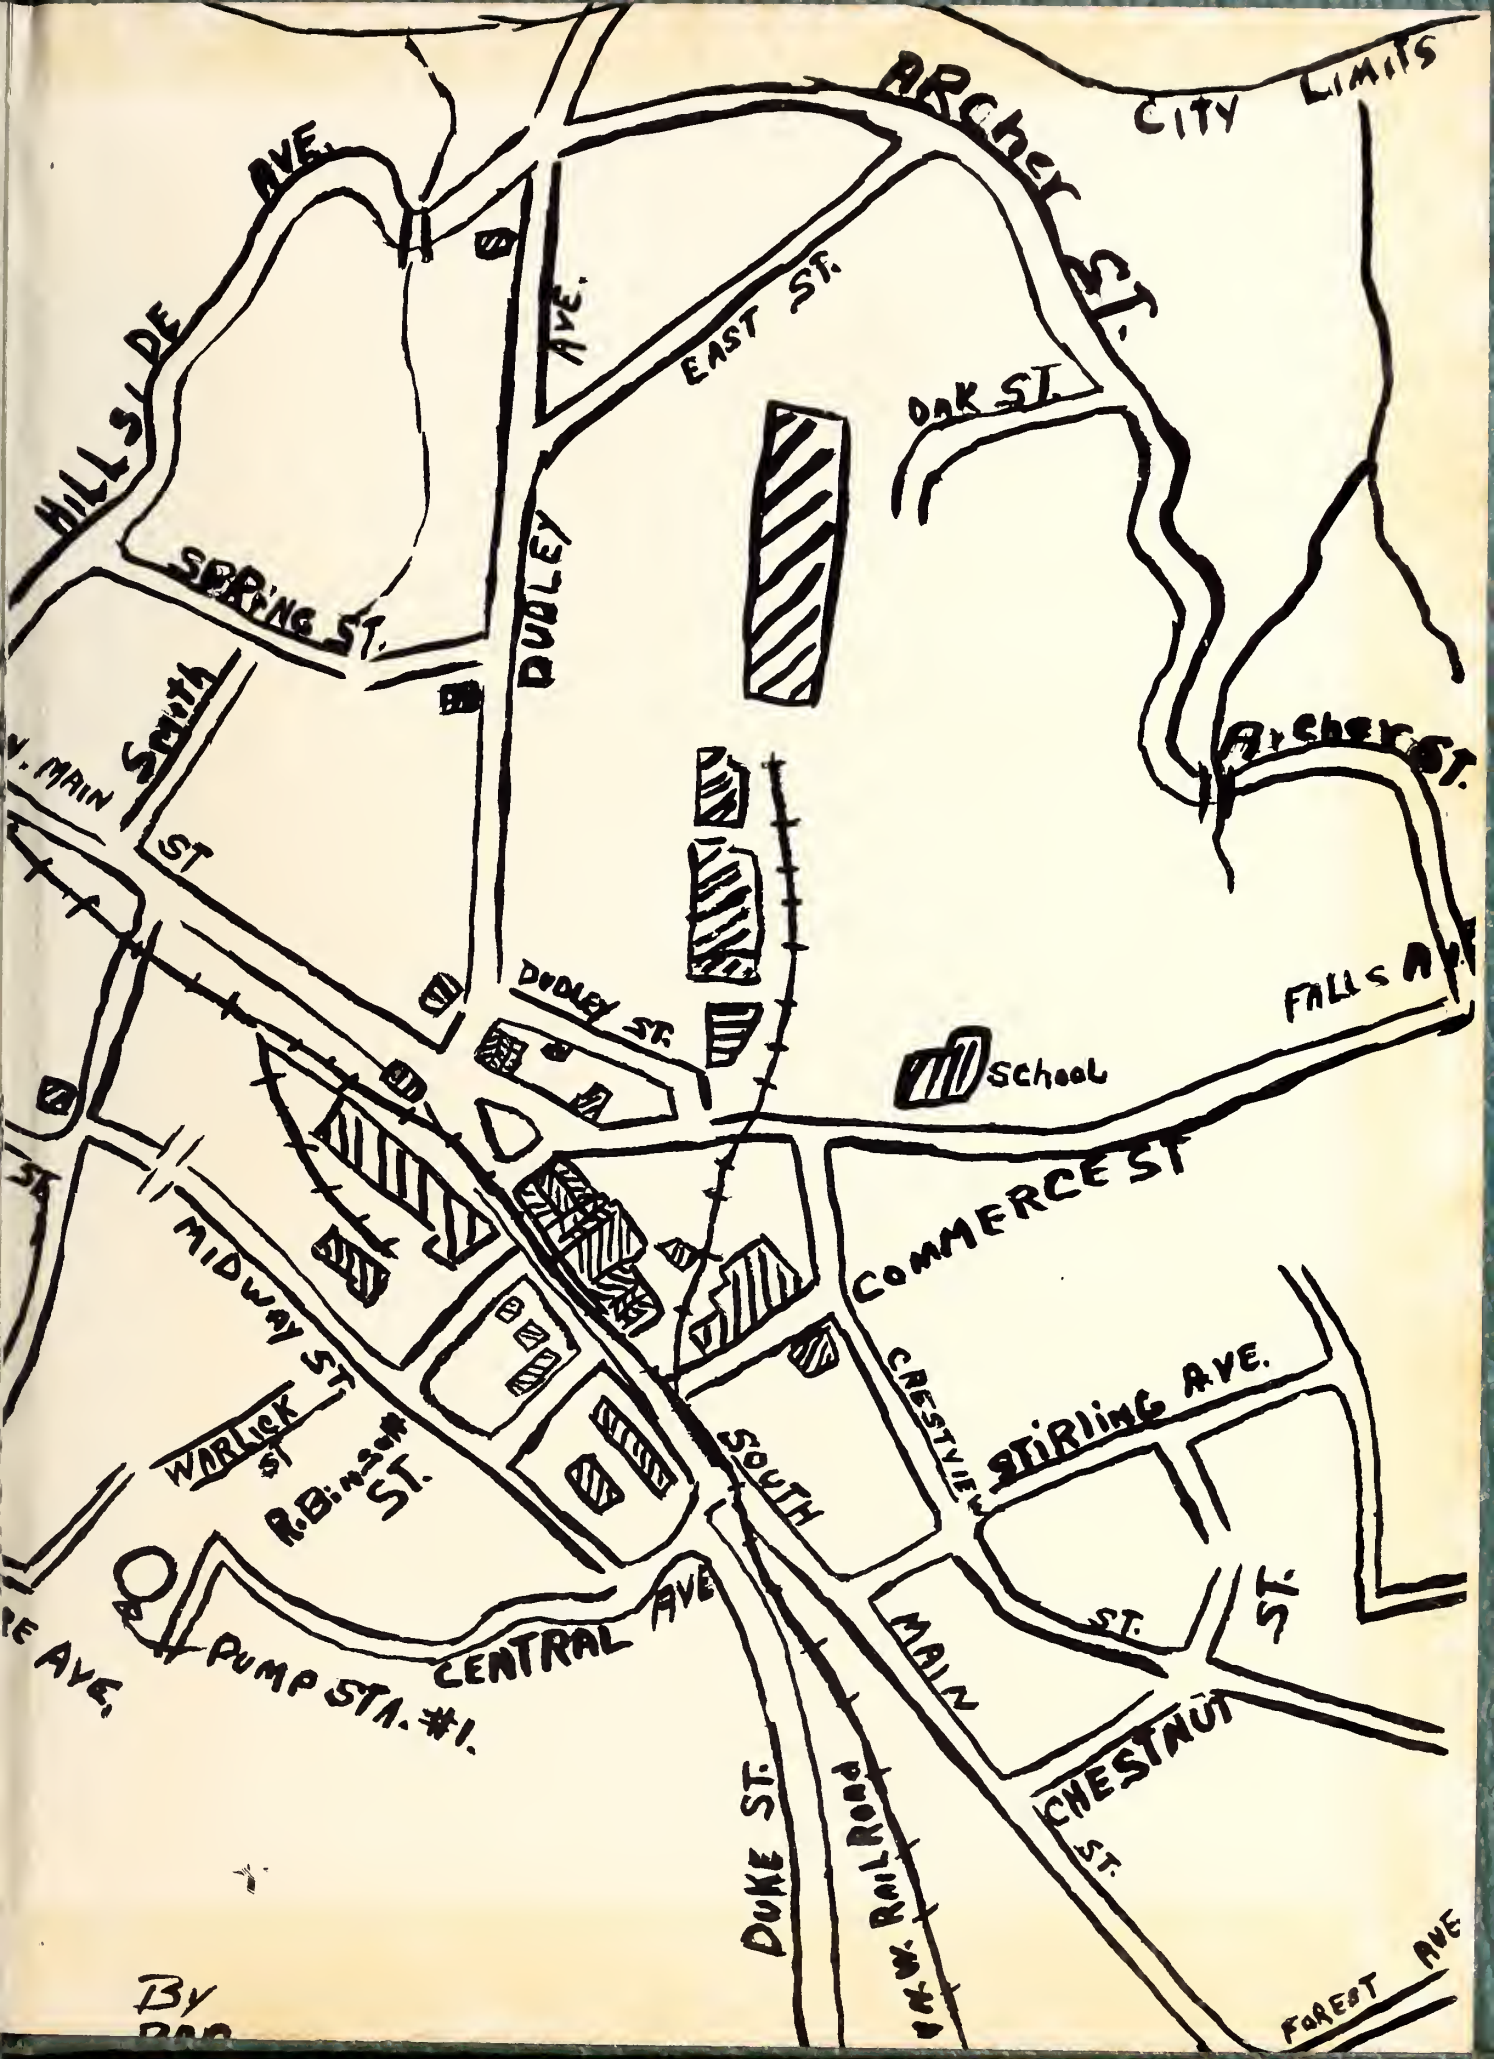 ARCHER ST.
CITY LIMITS
HILLSIDE AVE.
DUDLEY AVE.
EAST ST.
OAK ST.
SPRING ST.
Smith
MAIN ST
Archer ST.
FALLS AVE
DUDLEY ST.
SCHOOL
ST.
COMMERCE ST
MIDWAY ST.
CRESTVIEW
STIRLING AVE.
WARLICK
ST
SOUTH
MAIN
ST.
ST.
CENTRAL AVE
AVE.
PUMP STA. #1.
CHESTNUT
ST.
DUKE ST.
RAILROAD
FOREST AVE
By